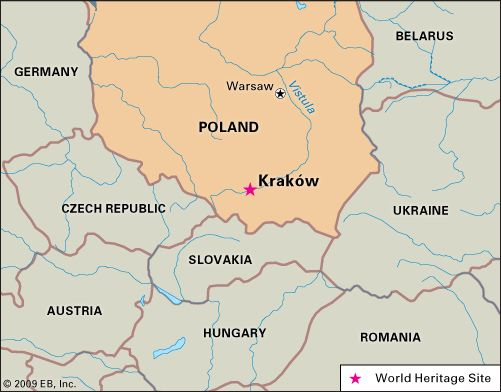 BELARUS
GERMANY
Warsaw
Vistula
POLAND
Kraków
CZECH REPUBLIC
UKRAINE
SLOVAKIA
AUSTRIA
HUNGARY
ROMANIA
© 2009 EB, Inc.
World Heritage Site